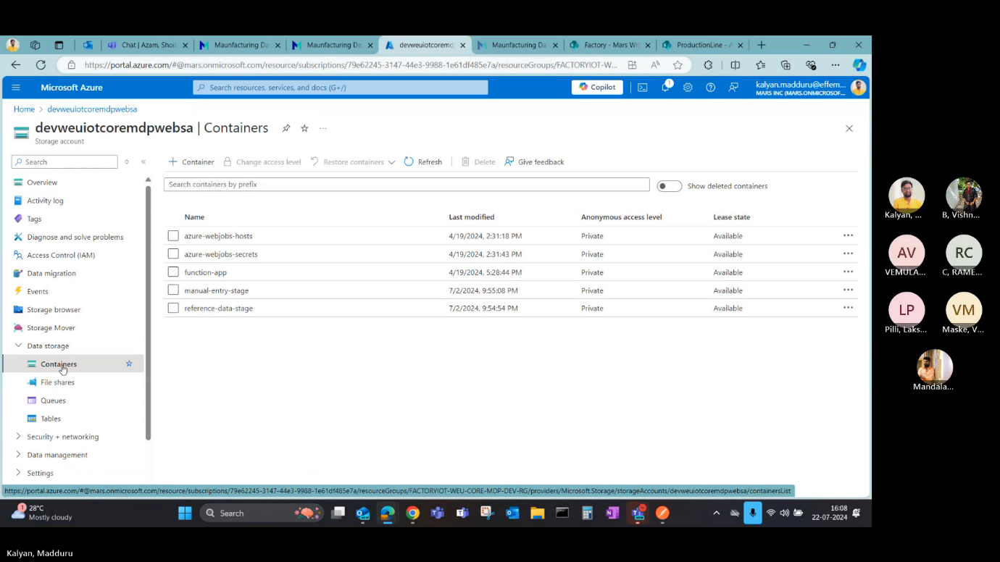 Chat | Azam, Shoib
Maunfacturing Da
Maunfacturing Da
devweuiotcoremd
Maunfacturing Da
Factory - Mars Wr
ProductionLine - A
https://portal.azure.com/#@mars.onmicrosoft.com/resource/subscriptions/79e62245-3147-44e3-9988-1e61df485e7a/resourceGroups/FACTORYIOT-W...
Microsoft Azure
Search resources, services, and docs (G+/)
Copilot
1
kalyan.madduru@effem...
MARS INC (MARS.ONMICROSOF...
Home > devweuiotcoremdpwebsa
devweuiotcoremdpwebsa | Containers
Storage account
Search
Container
Change access level
Restore containers
Refresh
Delete
Give feedback
Search containers by prefix
Show deleted containers
Overview
Activity log
Tags
Diagnose and solve problems
Access Control (IAM)
Data migration
Events
Storage browser
Storage Mover
Data storage
Containers
File shares
Queues
Tables
Security + networking
Data management
Settings
Name Last modified Anonymous access level Lease state
azure-webjobs-hosts 4/19/2024, 2:31:18 PM Private Available
azure-webjobs-secrets 4/19/2024, 2:31:43 PM Private Available
function-app 4/19/2024, 5:28:44 PM Private Available
manual-entry-stage 7/2/2024, 9:55:08 PM Private Available
reference-data-stage 7/2/2024, 9:54:54 PM Private Available
https://portal.azure.com/#@mars.onmicrosoft.com/resource/subscriptions/79e62245-3147-44e3-9988-1e61df485e7a/resourceGroups/FACTORYIOT-WEU-CORE-MDP-DEV-RG/providers/Microsoft.Storage/storageAccounts/devweuiotcoremdpwebsa/containersList
1
28°C
Mostly cloudy
Search
16:08
22-07-2024
Kalyan, ...
B, Vishn...
AV
VEMULA...
RC
C, RAME...
LP
Pilli, Laks...
VM
Maske, V...
Mandala...
Kalyan, Madduru